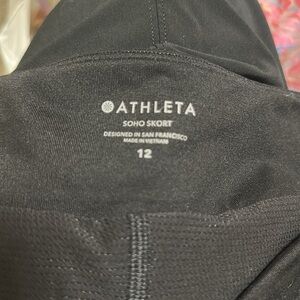 ATHLETA
SOHO SKORT
DESIGNED IN SAN FRANCISCO
MADE IN VIETNAM
12